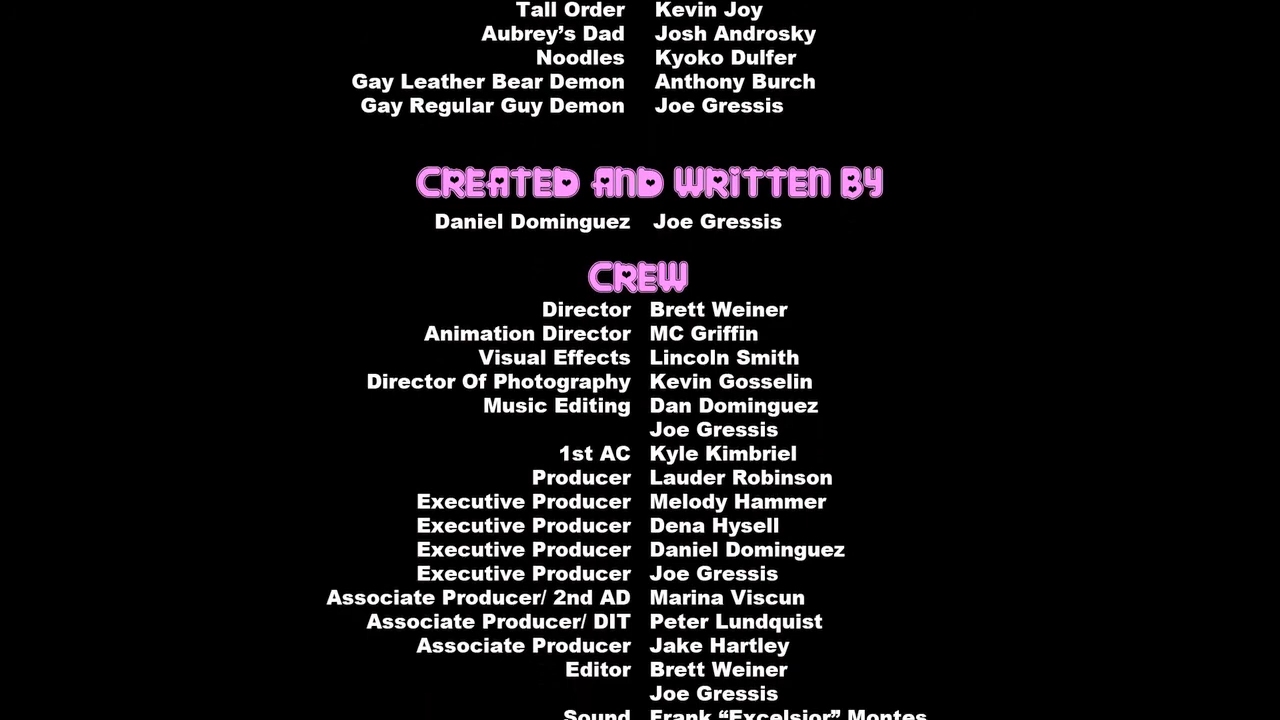 Tall Order Kevin Joy
Aubrey’s Dad Josh Androsky
Noodles Kyoko Dulfer
Gay Leather Bear Demon Anthony Burch
Gay Regular Guy Demon Joe Gressis
CREATED AND WRITTEN BY
Daniel Dominguez Joe Gressis
CREW
Director Brett Weiner
Animation Director MC Griffin
Visual Effects Lincoln Smith
Director Of Photography Kevin Gosselin
Music Editing Dan Dominguez
Joe Gressis
1st AC Kyle Kimbriel
Producer Lauder Robinson
Executive Producer Melody Hammer
Executive Producer Dena Hysell
Executive Producer Daniel Dominguez
Executive Producer Joe Gressis
Associate Producer/ 2nd AD Marina Viscun
Associate Producer/ DIT Peter Lundquist
Associate Producer Jake Hartley
Editor Brett Weiner
Joe Gressis
Sound Frank “Excelsior” Montes